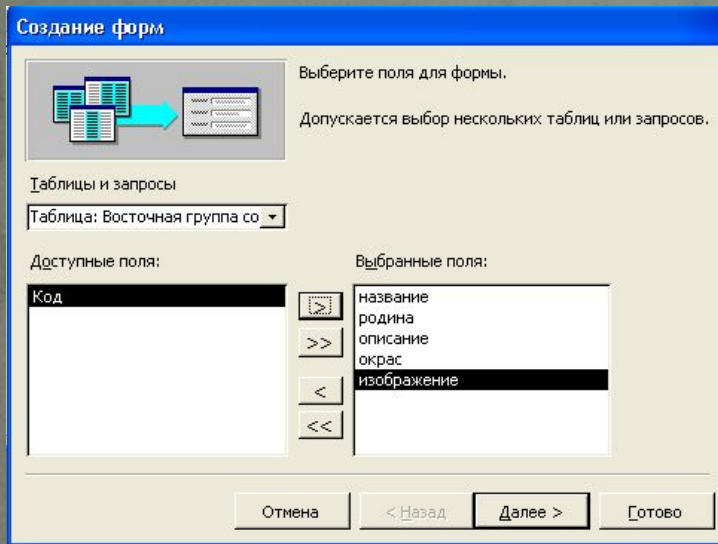 Создание форм
Выберите поля для формы.
Допускается выбор нескольких таблиц или запросов.
Таблицы и запросы
Таблица: Восточная группа со
Доступные поля:
Выбранные поля:
Код
>
>>
<
<<
название
родина
описание
окрас
изображение
Отмена
< Назад
Далее >
Готово